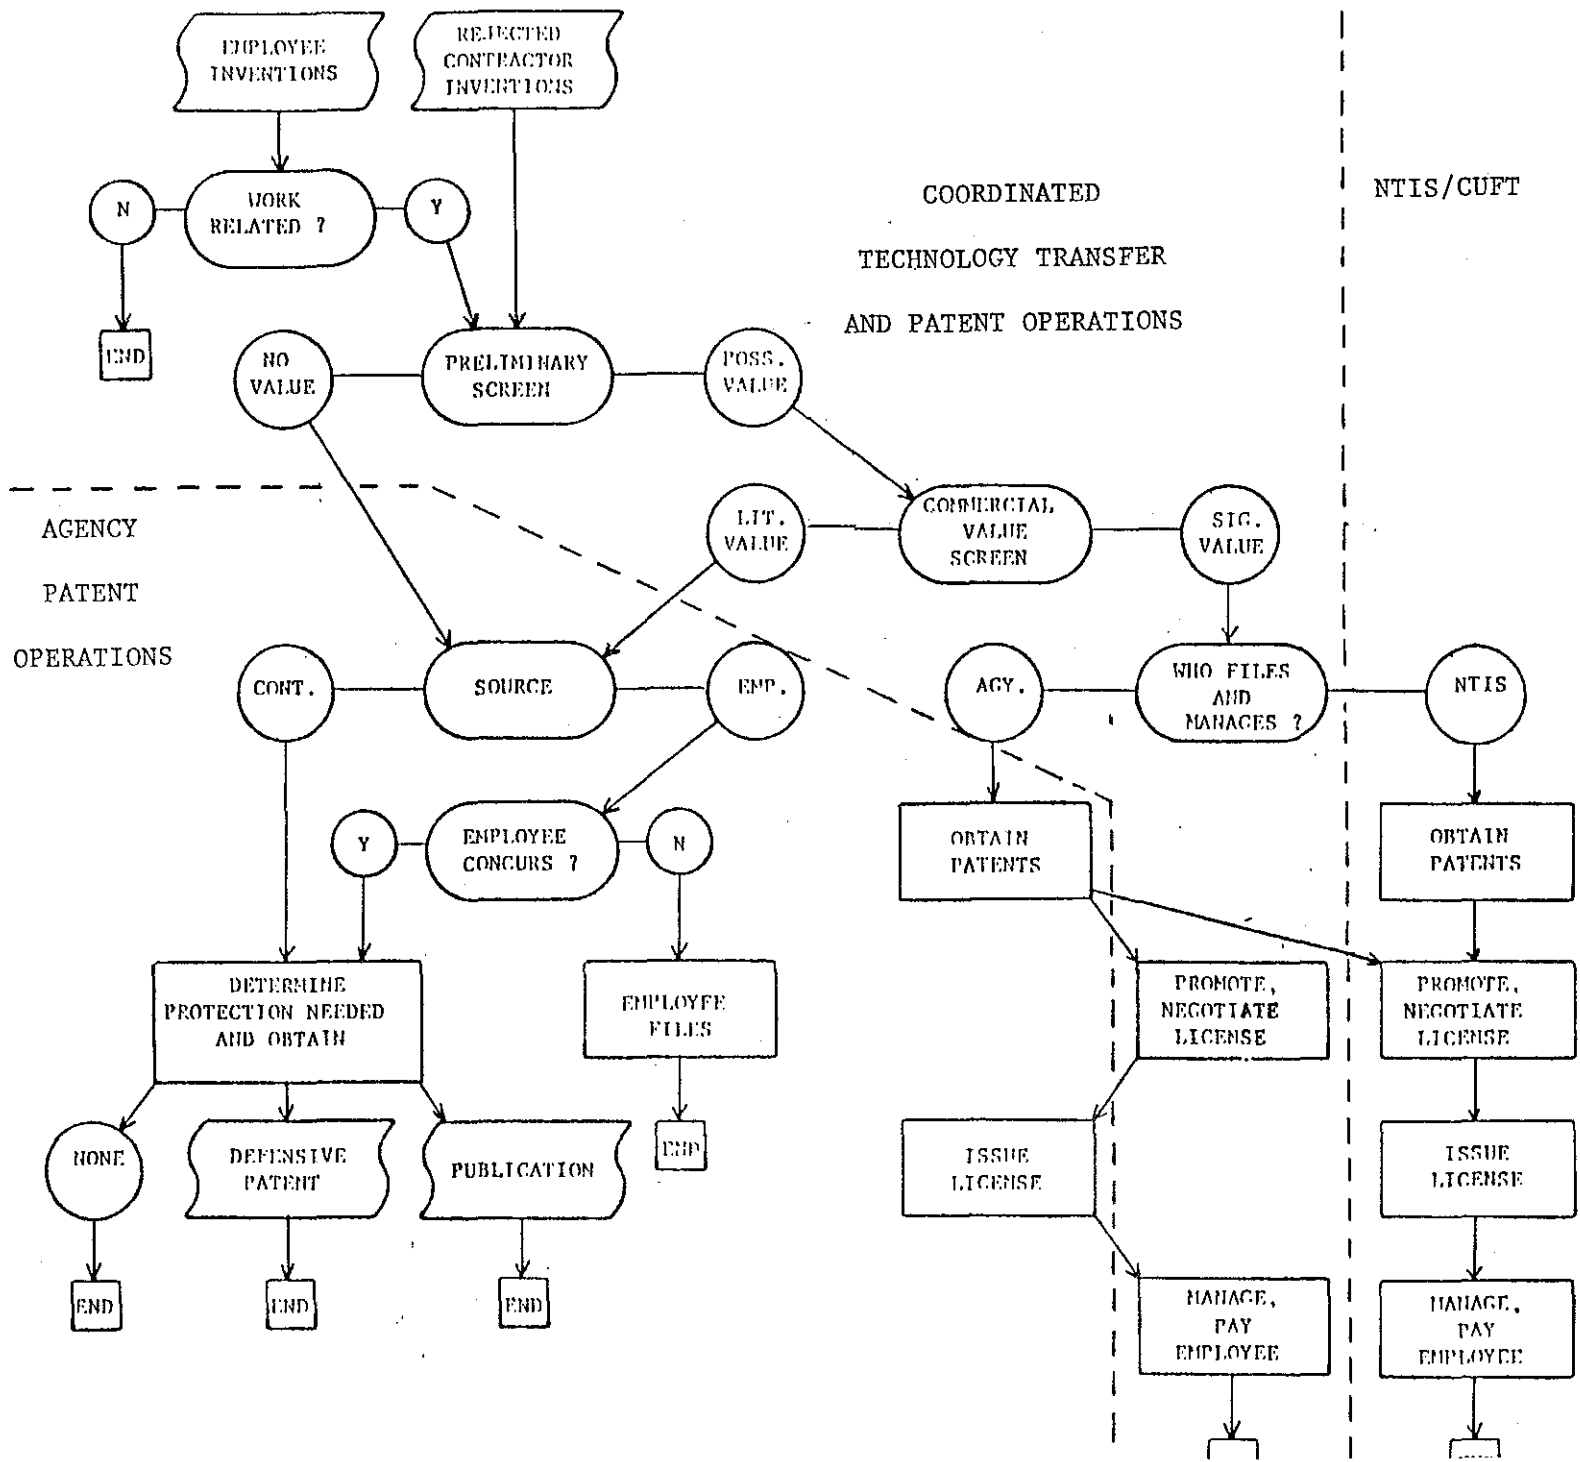 EMPLOYEE
INVENTIONS
REJECTED
CONTRACTOR
INVENTIONS
N
WORK
RELATED ?
Y
COORDINATED
TECHNOLOGY TRANSFER
AND PATENT OPERATIONS
NTIS/CUFT
END
NO
VALUE
PRELIMINARY
SCREEN
POSS.
VALUE
AGENCY
PATENT
OPERATIONS
LIT.
VALUE
COMMERCIAL
VALUE
SCREEN
SIG.
VALUE
CONT.
SOURCE
EMP.
AGY.
WHO FILES
AND
MANAGES ?
NTIS
Y
EMPLOYEE
CONCURS ?
N
OBTAIN
PATENTS
OBTAIN
PATENTS
DETERMINE
PROTECTION NEEDED
AND OBTAIN
EMPLOYEE
FILES
PROMOTE,
NEGOTIATE
LICENSE
PROMOTE,
NEGOTIATE
LICENSE
NONE
DEFENSIVE
PATENT
PUBLICATION
END
ISSUE
LICENSE
ISSUE
LICENSE
END
END
END
MANAGE,
PAY
EMPLOYEE
MANAGE,
PAY
EMPLOYEE